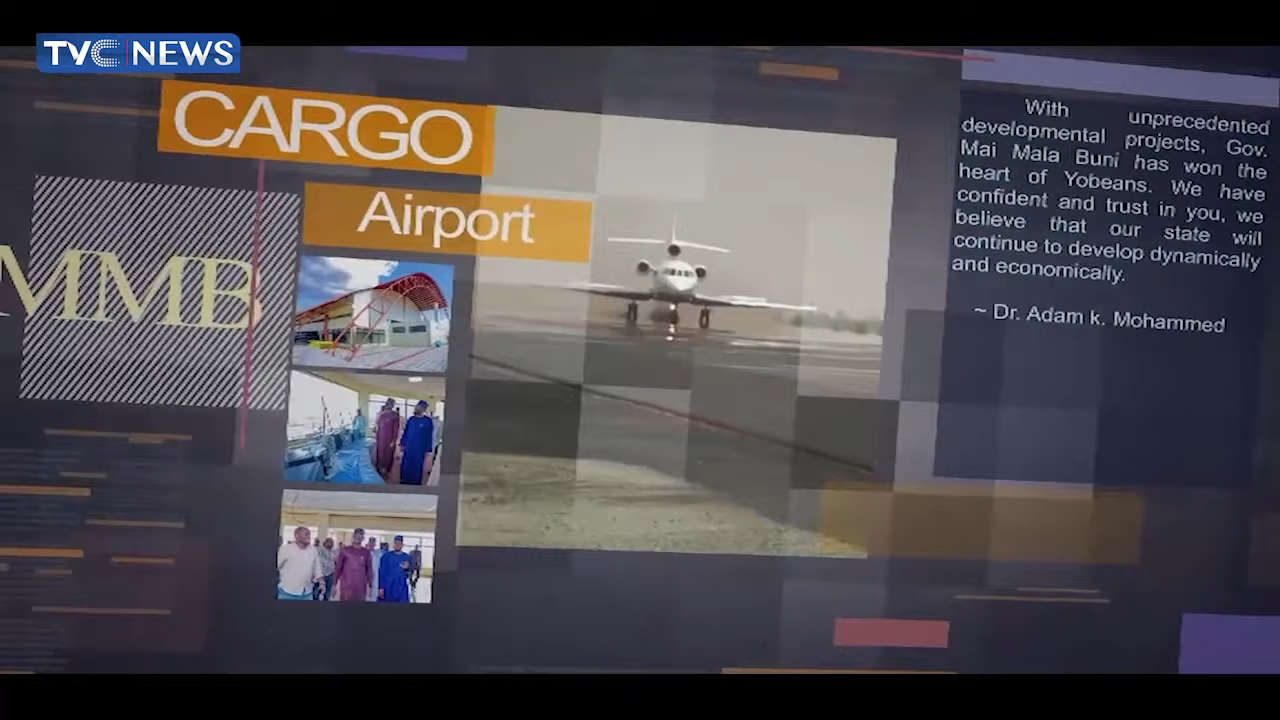 TVC NEWS
CARGO
Airport
MMB
With unprecedented
developmental projects, Gov.
Mai Mala Buni has won the
heart of Yobeans. We have
confident and trust in you, we
believe that our state will
continue to develop dynamically
and economically.
~ Dr. Adam k. Mohammed